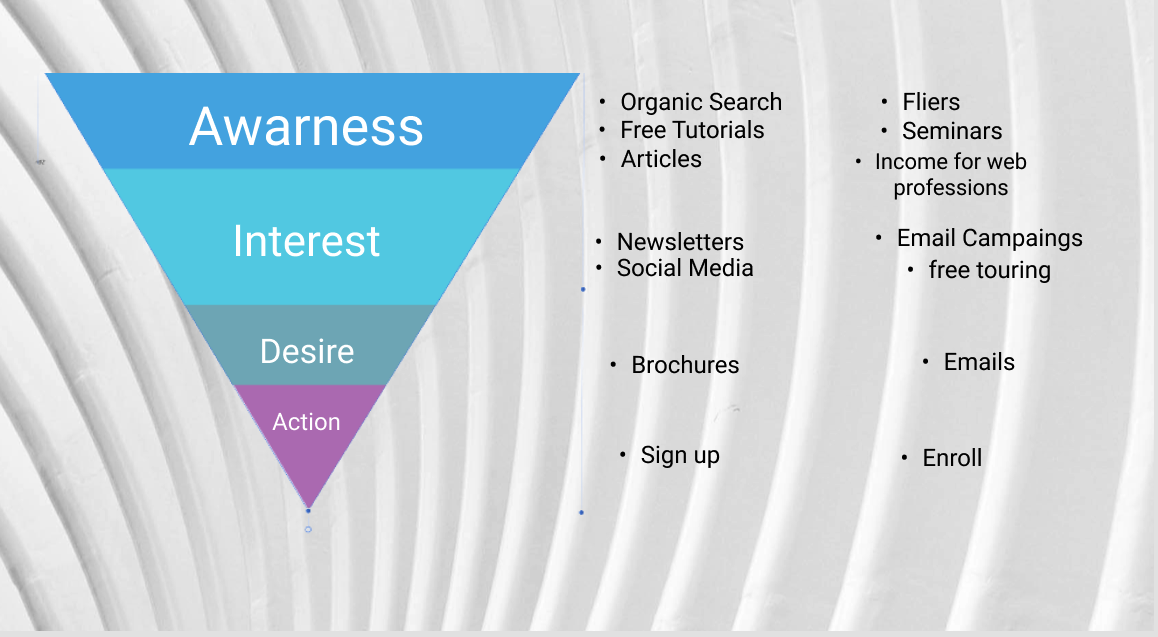 Awarness
• Organic Search
• Free Tutorials
• Articles
• Fliers
• Seminars
• Income for web
professions
Interest
• Newsletters
• Social Media
• Email Campaings
• free touring
Desire
• Brochures
• Emails
Action
• Sign up
• Enroll